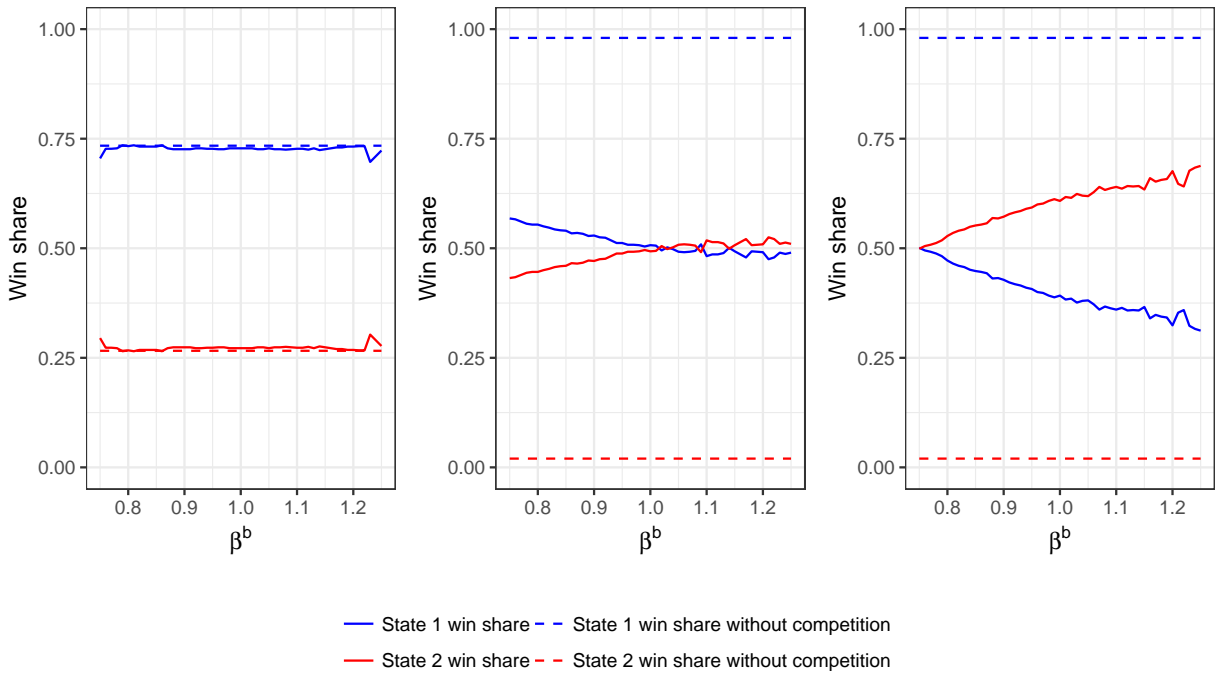 1.00
0.75
0.50
0.25
0.00
Win share
0.8 0.9 1.0 1.1 1.2
βᵇ
1.00
0.75
0.50
0.25
0.00
Win share
0.8 0.9 1.0 1.1 1.2
βᵇ
1.00
0.75
0.50
0.25
0.00
Win share
0.8 0.9 1.0 1.1 1.2
βᵇ
State 1 win share State 1 win share without competition
State 2 win share State 2 win share without competition